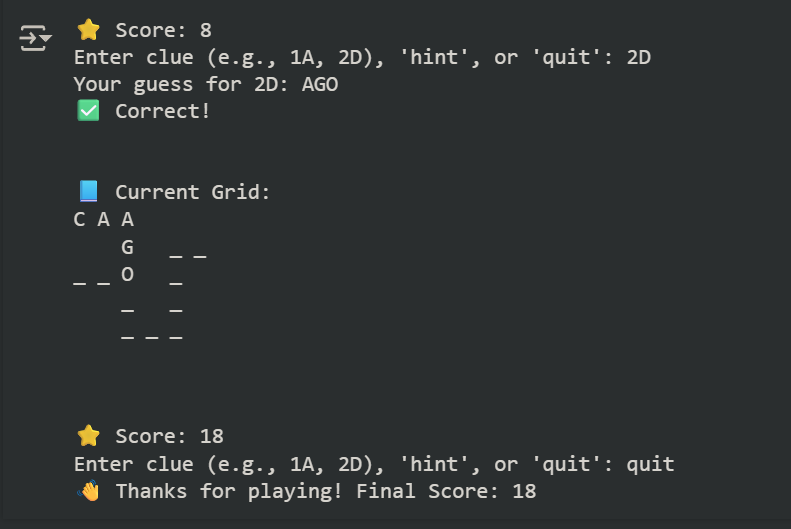 ⭐ Score: 8
Enter clue (e.g., 1A, 2D), 'hint', or 'quit': 2D
Your guess for 2D: AGO
✅ Correct!
📘 Current Grid:
C A A
    G   _ _
_ _ O   _
    _   _
    _ _ _
⭐ Score: 18
Enter clue (e.g., 1A, 2D), 'hint', or 'quit': quit
👋 Thanks for playing! Final Score: 18